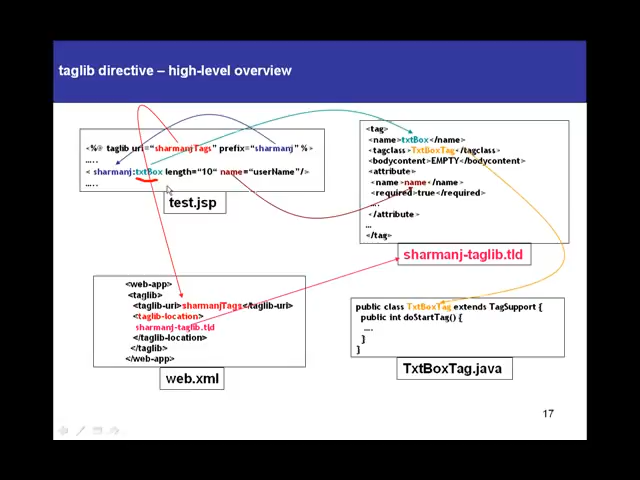 taglib directive – high-level overview
<%@ taglib uri="sharmanjTags" prefix="sharmanj" %>
.....
< sharmanj:txtBox length="10" name="userName"/>
.....
test.jsp
<tag>
<name>txtBox</name>
<tagclass>TxtBoxTag</tagclass>
<bodycontent>EMPTY</bodycontent>
<attribute>
<name>name</name>
<required>true</required>
....
</attribute>
...
</tag>
sharmanj-taglib.tld
<web-app>
<taglib>
<taglib-uri>sharmanjTags</taglib-uri>
<taglib-location>
sharmanj-taglib.tld
</taglib-location>
</taglib>
</web-app>
web.xml
public class TxtBoxTag extends TagSupport {
public int doStartTag() {
....
}
}
TxtBoxTag.java
17